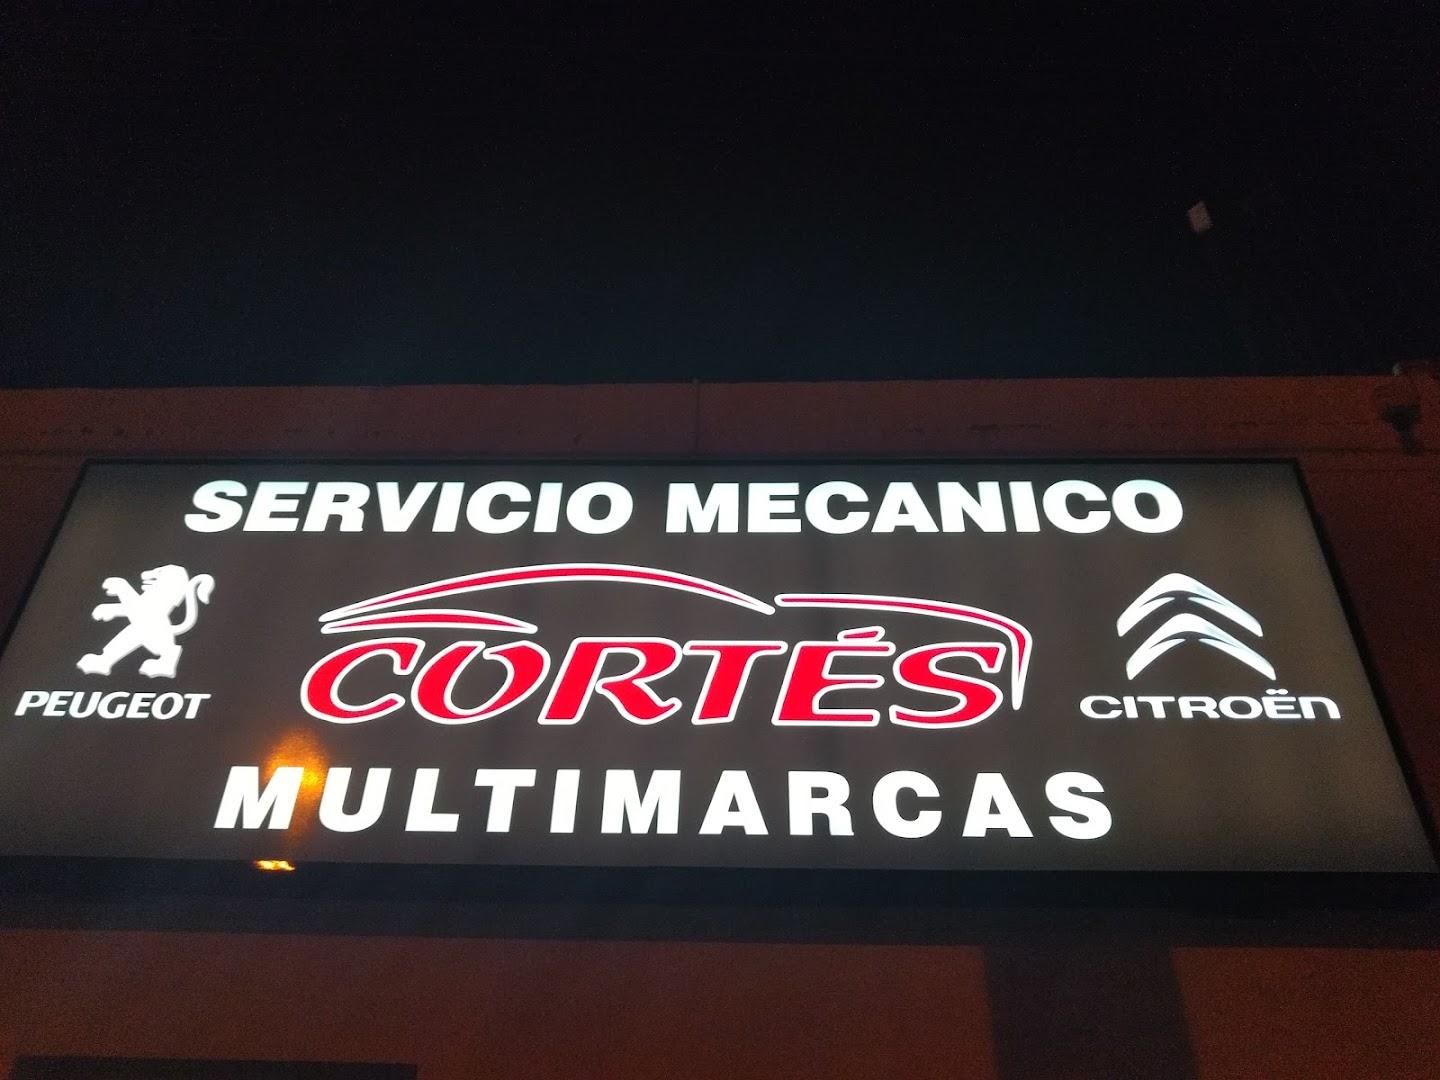 SERVICIO MECANICO
CORTÉS
PEUGEOT
CITROËN
MULTIMARCAS